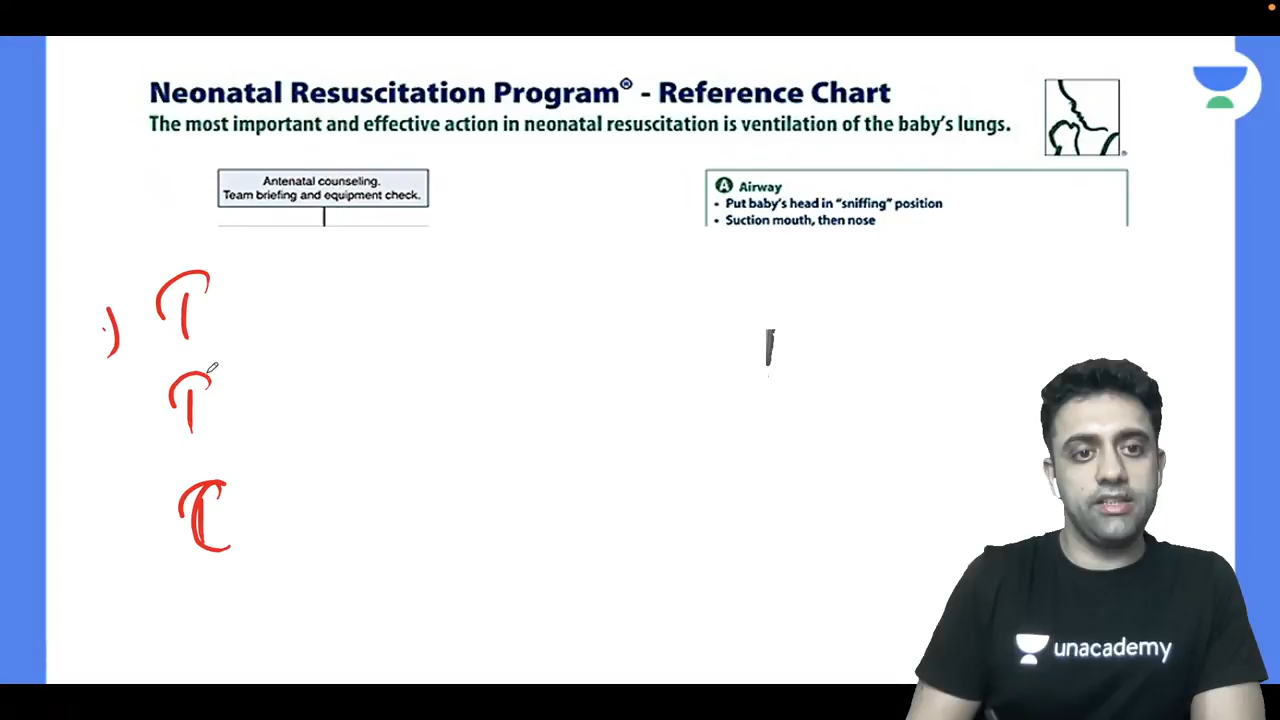 Neonatal Resuscitation Program® - Reference Chart
The most important and effective action in neonatal resuscitation is ventilation of the baby's lungs.
Antenatal counseling.
Team briefing and equipment check.
A Airway
• Put baby's head in "sniffing" position
• Suction mouth, then nose
T
T
unacademy